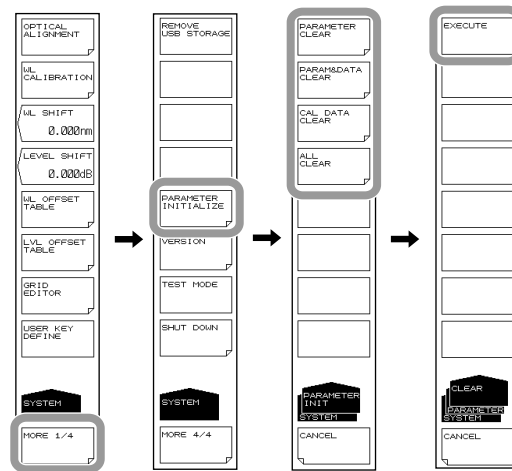 OPTICAL
ALIGNMENT
WL
CALIBRATION
WL SHIFT
0.000nm
LEVEL SHIFT
0.000dB
WL OFFSET
TABLE
LVL OFFSET
TABLE
GRID
EDITOR
USER KEY
DEFINE
SYSTEM
MORE 1/4
REMOVE
USB STORAGE
PARAMETER
INITIALIZE
VERSION
TEST MODE
SHUT DOWN
SYSTEM
MORE 4/4
PARAMETER
CLEAR
PARAM&DATA
CLEAR
CAL DATA
CLEAR
ALL
CLEAR
PARAMETER
INIT
SYSTEM
CANCEL
EXECUTE
CLEAR
PARAMETER
SYSTEM
CANCEL